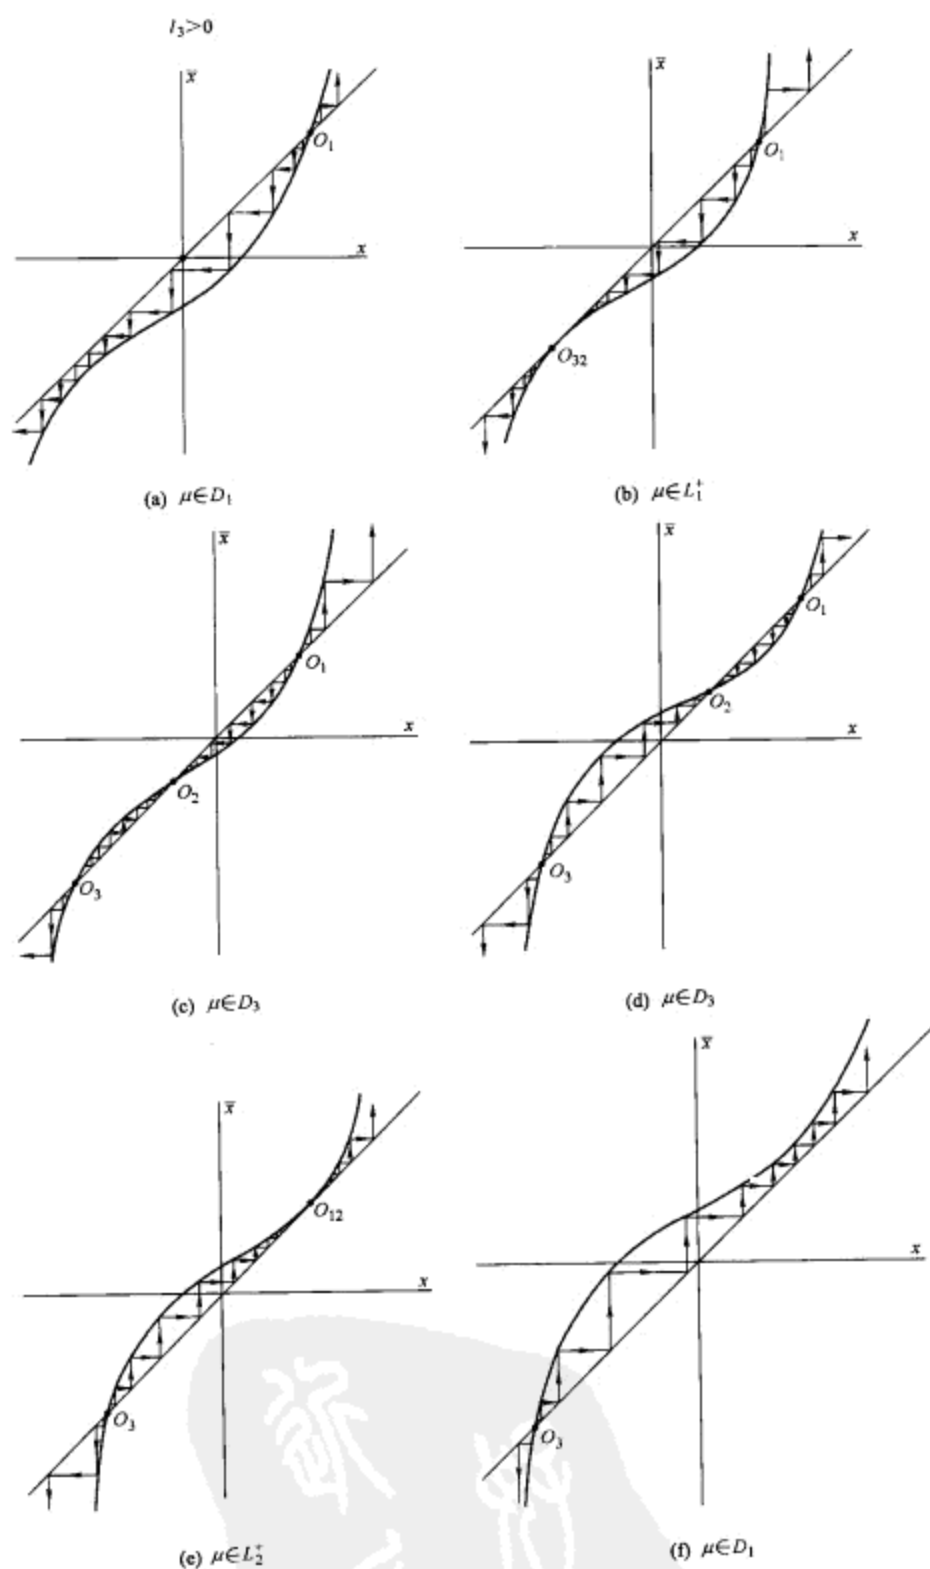 l₃>0
x̄
O₁
x
(a) μ∈D₁
x̄
O₁
x
O₃₂
(b) μ∈L₁⁺
x̄
O₁
x
O₂
O₃
(c) μ∈D₃
x̄
O₁
O₂
x
O₃
(d) μ∈D₃
x̄
O₁₂
x
O₃
(e) μ∈L₂⁺
x̄
x
O₃
(f) μ∈D₁